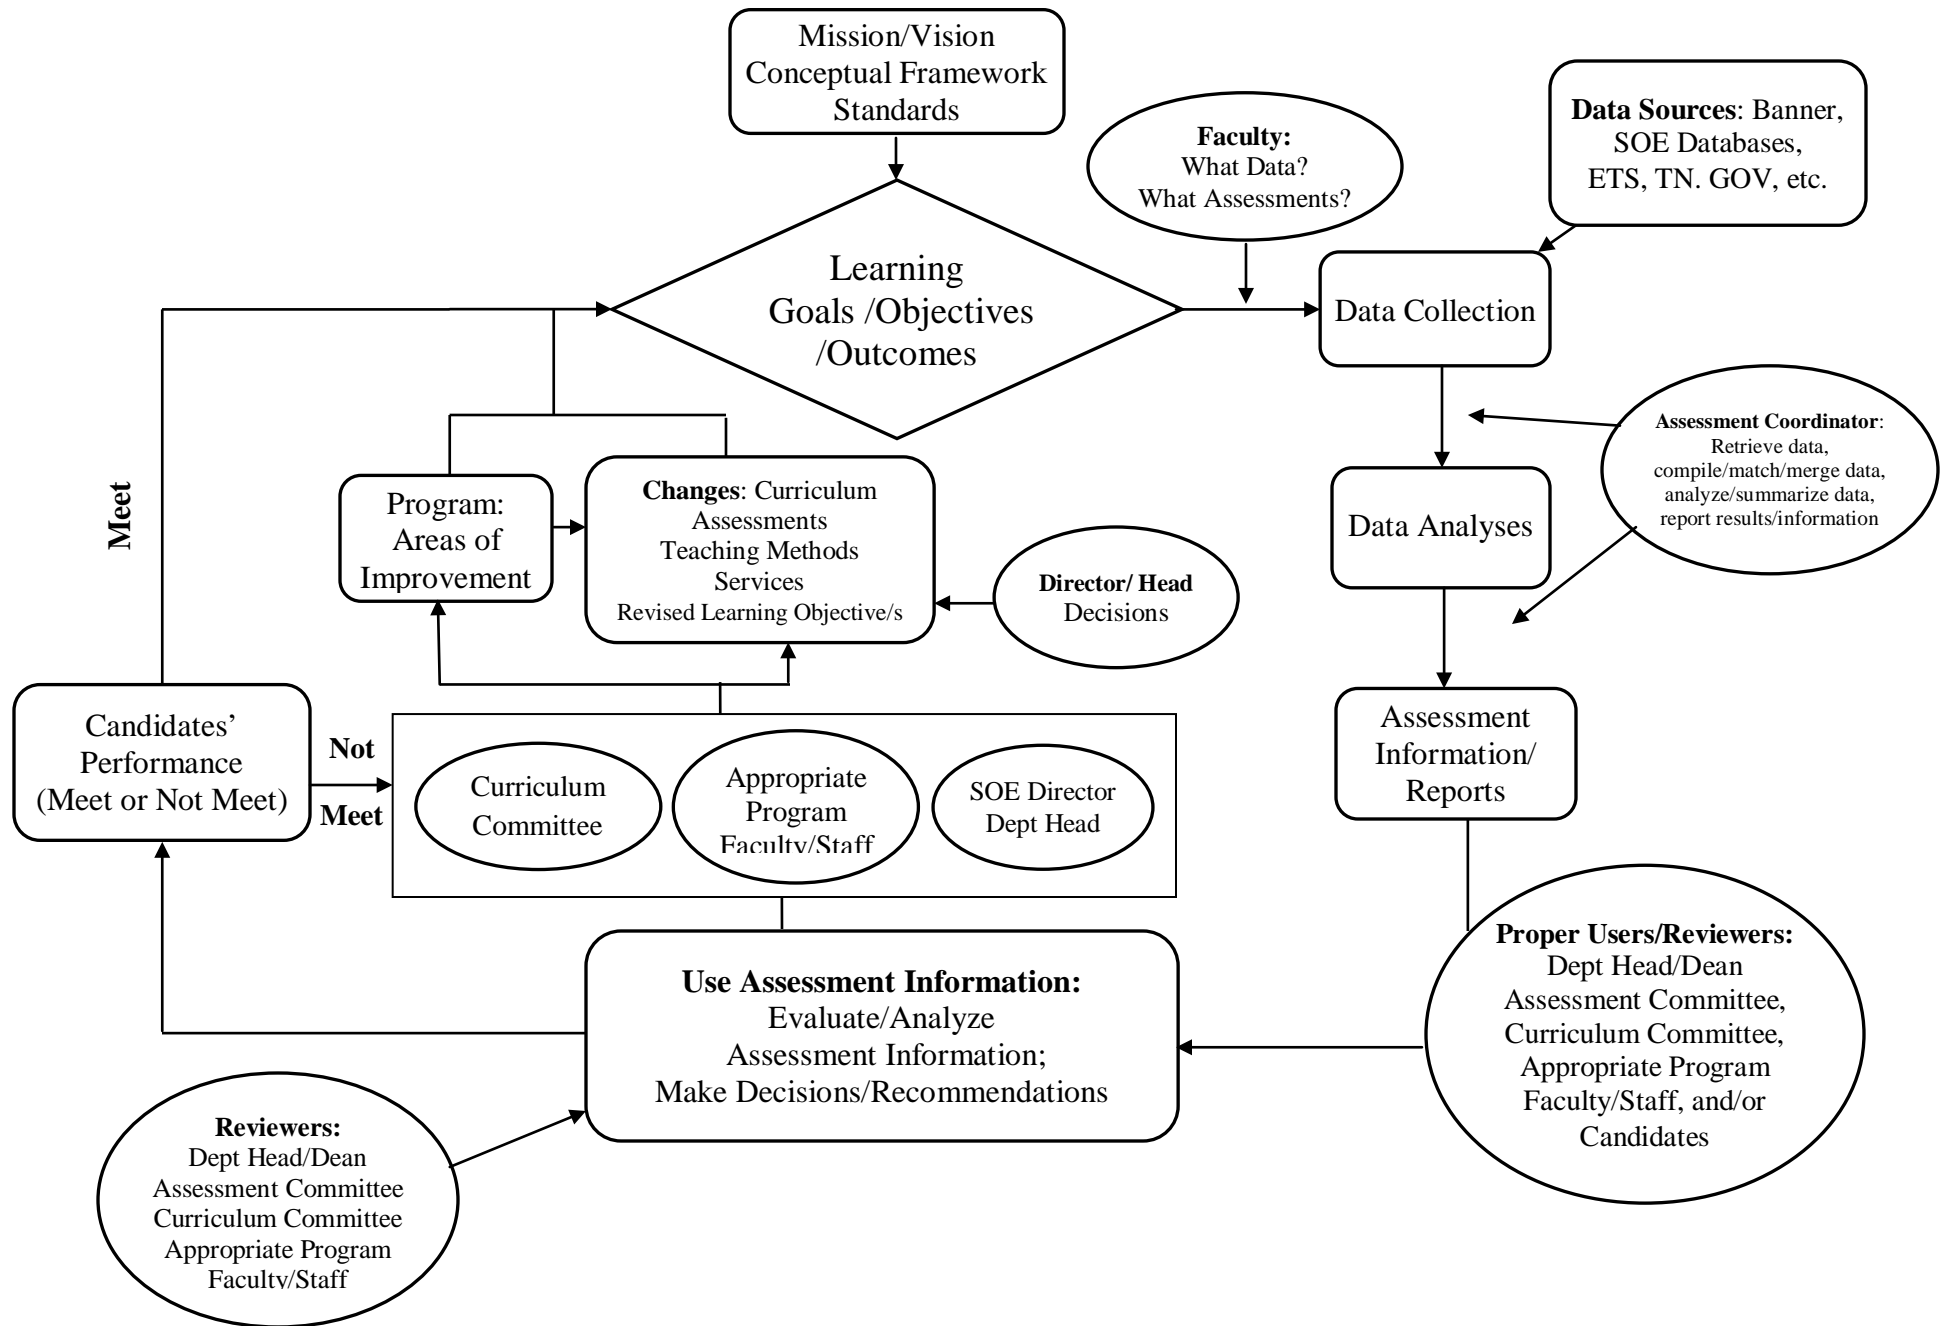 Mission/Vision
Conceptual Framework
Standards
Faculty:
What Data?
What Assessments?
Data Sources: Banner,
SOE Databases,
ETS, TN. GOV, etc.
Learning
Goals /Objectives
/Outcomes
Data Collection
Assessment Coordinator:
Retrieve data,
compile/match/merge data,
analyze/summarize data,
report results/information
Meet
Program:
Areas of
Improvement
Changes: Curriculum
Assessments
Teaching Methods
Services
Revised Learning Objective/s
Director/ Head
Decisions
Data Analyses
Candidates’
Performance
(Meet or Not Meet)
Not
Meet
Curriculum
Committee
Appropriate
Program
Faculty/Staff
SOE Director
Dept Head
Assessment
Information/
Reports
Use Assessment Information:
Evaluate/Analyze
Assessment Information;
Make Decisions/Recommendations
Proper Users/Reviewers:
Dept Head/Dean
Assessment Committee,
Curriculum Committee,
Appropriate Program
Faculty/Staff, and/or
Candidates
Reviewers:
Dept Head/Dean
Assessment Committee
Curriculum Committee
Appropriate Program
Faculty/Staff